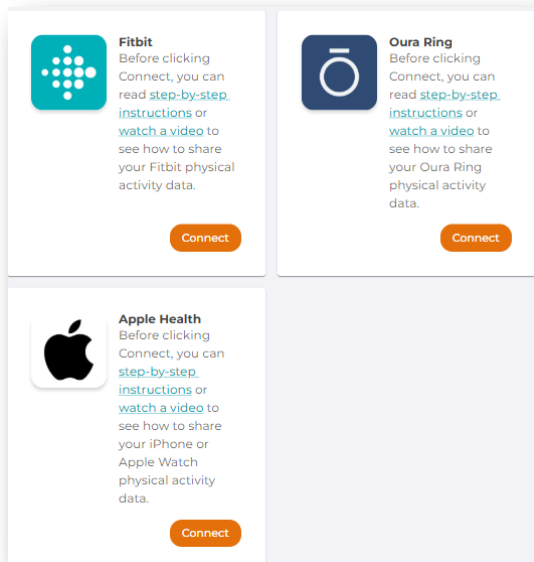 Fitbit
Before clicking
Connect, you can
read step-by-step
instructions or
watch a video to
see how to share
your Fitbit physical
activity data.
Connect
Oura Ring
Before clicking
Connect, you can
read step-by-step
instructions or
watch a video to
see how to share
your Oura Ring
physical activity
data.
Connect
Apple Health
Before clicking
Connect, you can
step-by-step
instructions or
watch a video to
see how to share
your iPhone or
Apple Watch
physical activity
data.
Connect